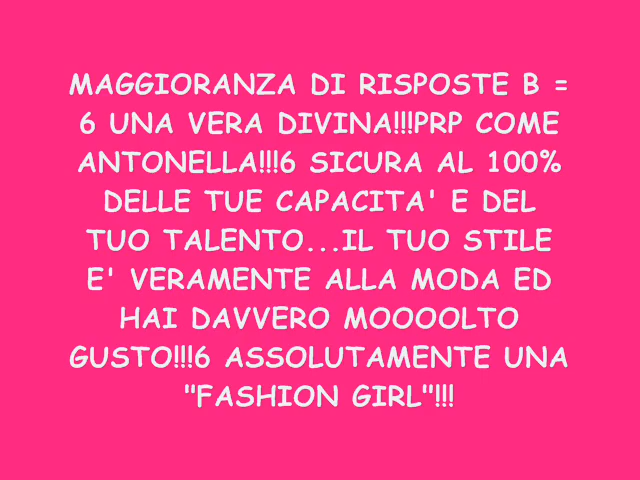 MAGGIORANZA DI RISPOSTE B =
6 UNA VERA DIVINA!!!PRP COME
ANTONELLA!!!6 SICURA AL 100%
DELLE TUE CAPACITA' E DEL
TUO TALENTO...IL TUO STILE
E' VERAMENTE ALLA MODA ED
HAI DAVVERO MOOOOLTO
GUSTO!!!6 ASSOLUTAMENTE UNA
"FASHION GIRL"!!!